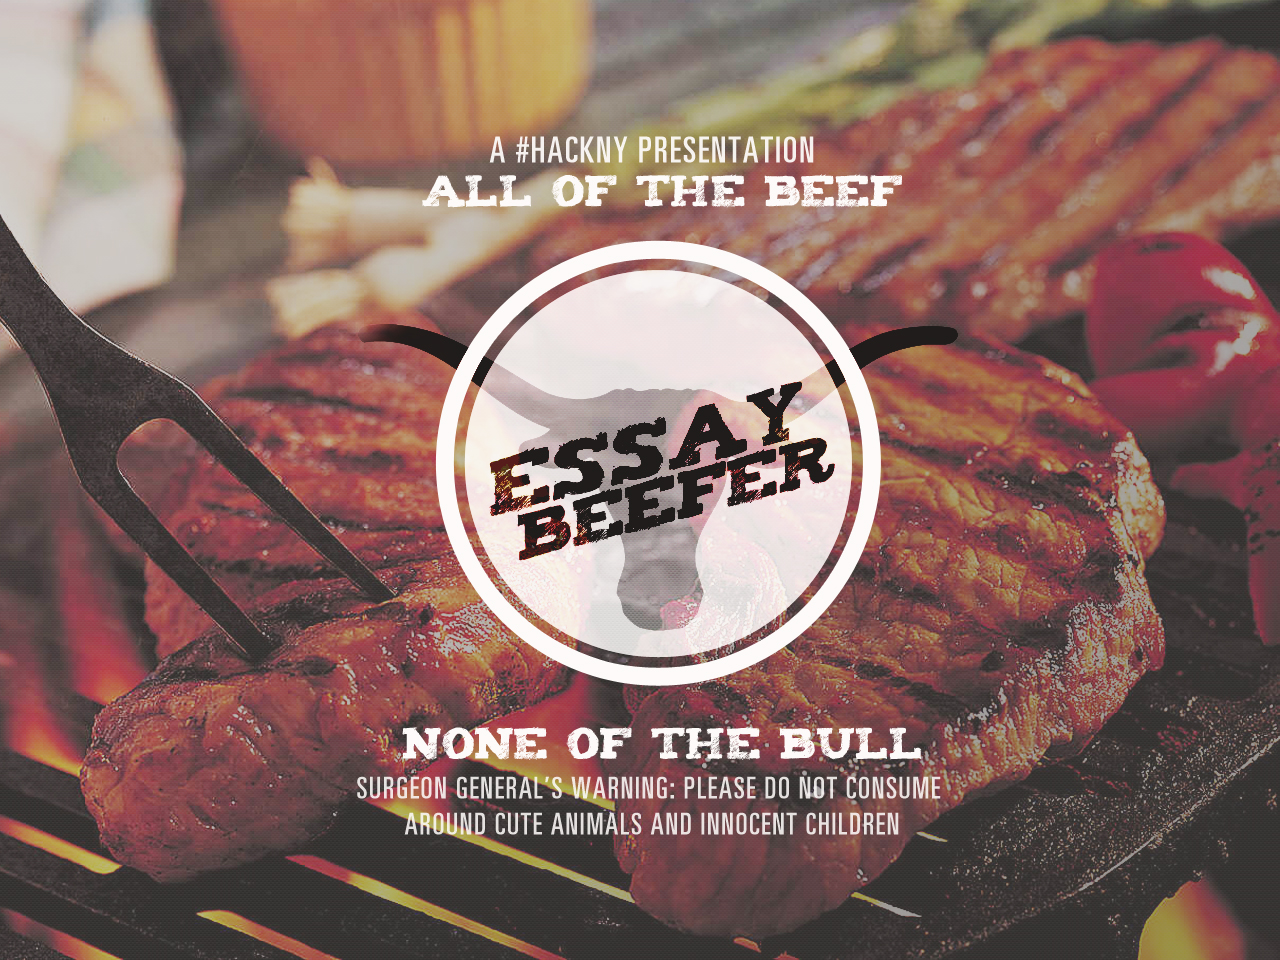 A #HACKNY PRESENTATION
ALL OF THE BEEF
ESSAY
BEEFER
NONE OF THE BULL
SURGEON GENERAL'S WARNING: PLEASE DO NOT CONSUME
AROUND CUTE ANIMALS AND INNOCENT CHILDREN